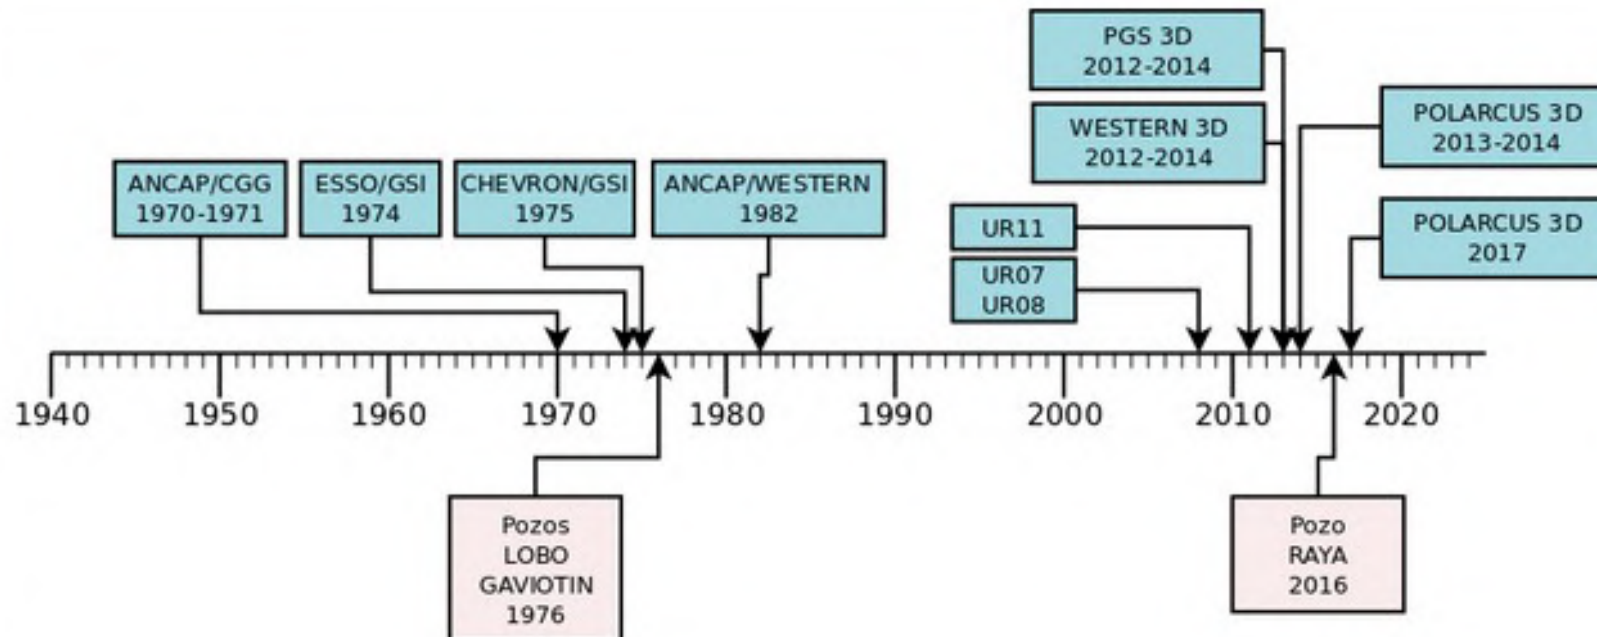 PGS 3D
2012-2014
WESTERN 3D
2012-2014
POLARCUS 3D
2013-2014
ANCAP/CGG
1970-1971
ESSO/GSI
1974
CHEVRON/GSI
1975
ANCAP/WESTERN
1982
UR11
UR07
UR08
POLARCUS 3D
2017
1940
1950
1960
1970
1980
1990
2000
2010
2020
Pozos
LOBO
GAVIOTIN
1976
Pozo
RAYA
2016